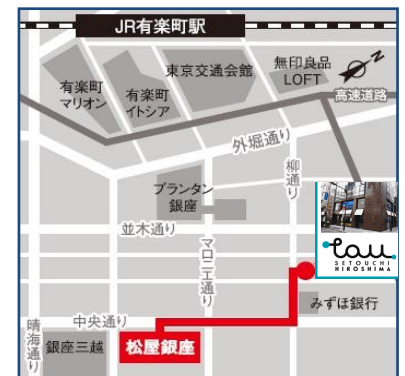 JR有楽町駅
有楽町
マリオン
有楽町
イトシア
東京交通会館
無印良品
LOFT
Z
高速道路
外堀通り
柳通り
プランタン
銀座
並木通り
マロニエ通り
tau
SETOUCHI
HIROSHIMA
みずほ銀行
中央通り
晴海通り
銀座三越
松屋銀座